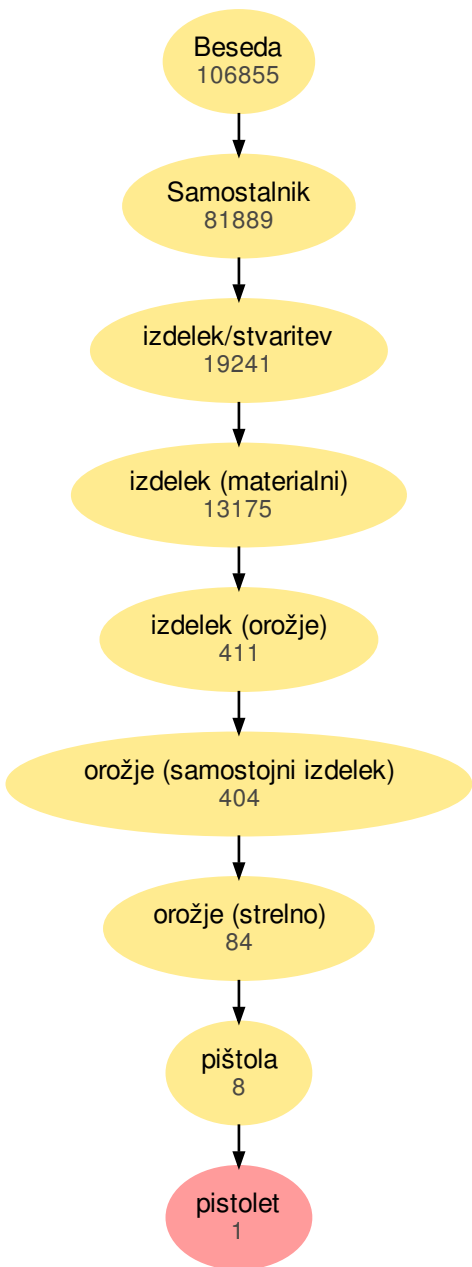 Beseda
106855
Samostalnik
81889
izdelek/stvaritev
19241
izdelek (materialni)
13175
izdelek (orožje)
411
orožje (samostojni izdelek)
404
orožje (strelno)
84
pištola
8
pistolet
1